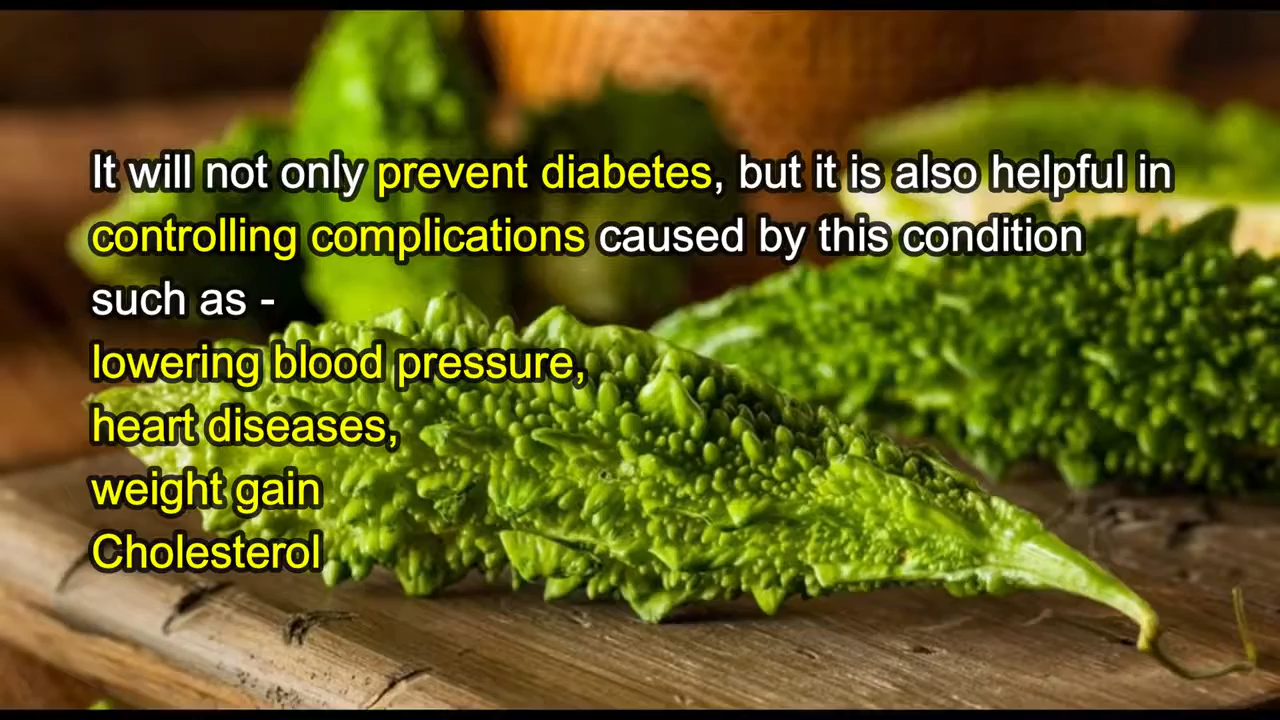 It will not only prevent diabetes, but it is also helpful in
controlling complications caused by this condition
such as -
lowering blood pressure,
heart diseases,
weight gain
Cholesterol